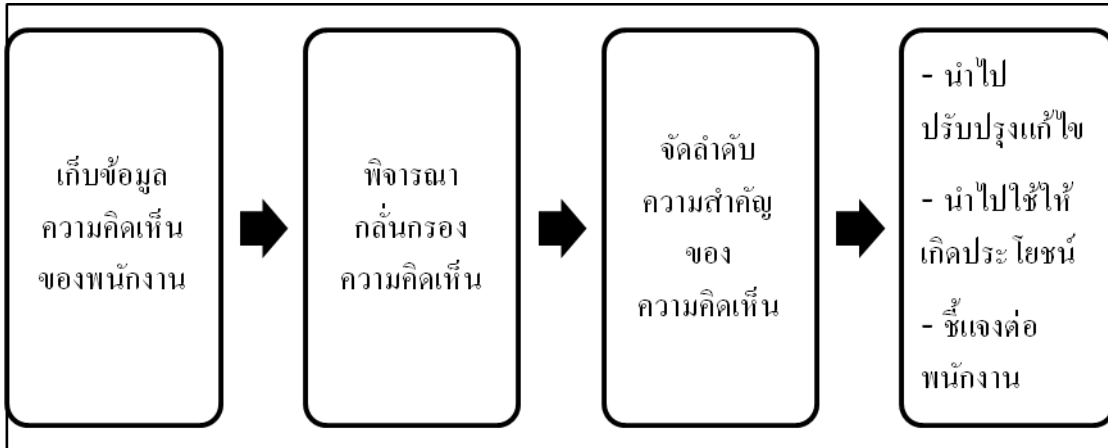 เก็บข้อมูล
ความคิดเห็น
ของพนักงาน
พิจารณา
กลั่นกรอง
ความคิดเห็น
จัดลำดับ
ความสำคัญ
ของ
ความคิดเห็น
- นำไป
ปรับปรุงแก้ไข
- นำไปใช้ให้
เกิดประโยชน์
- ชี้แจงต่อ
พนักงาน